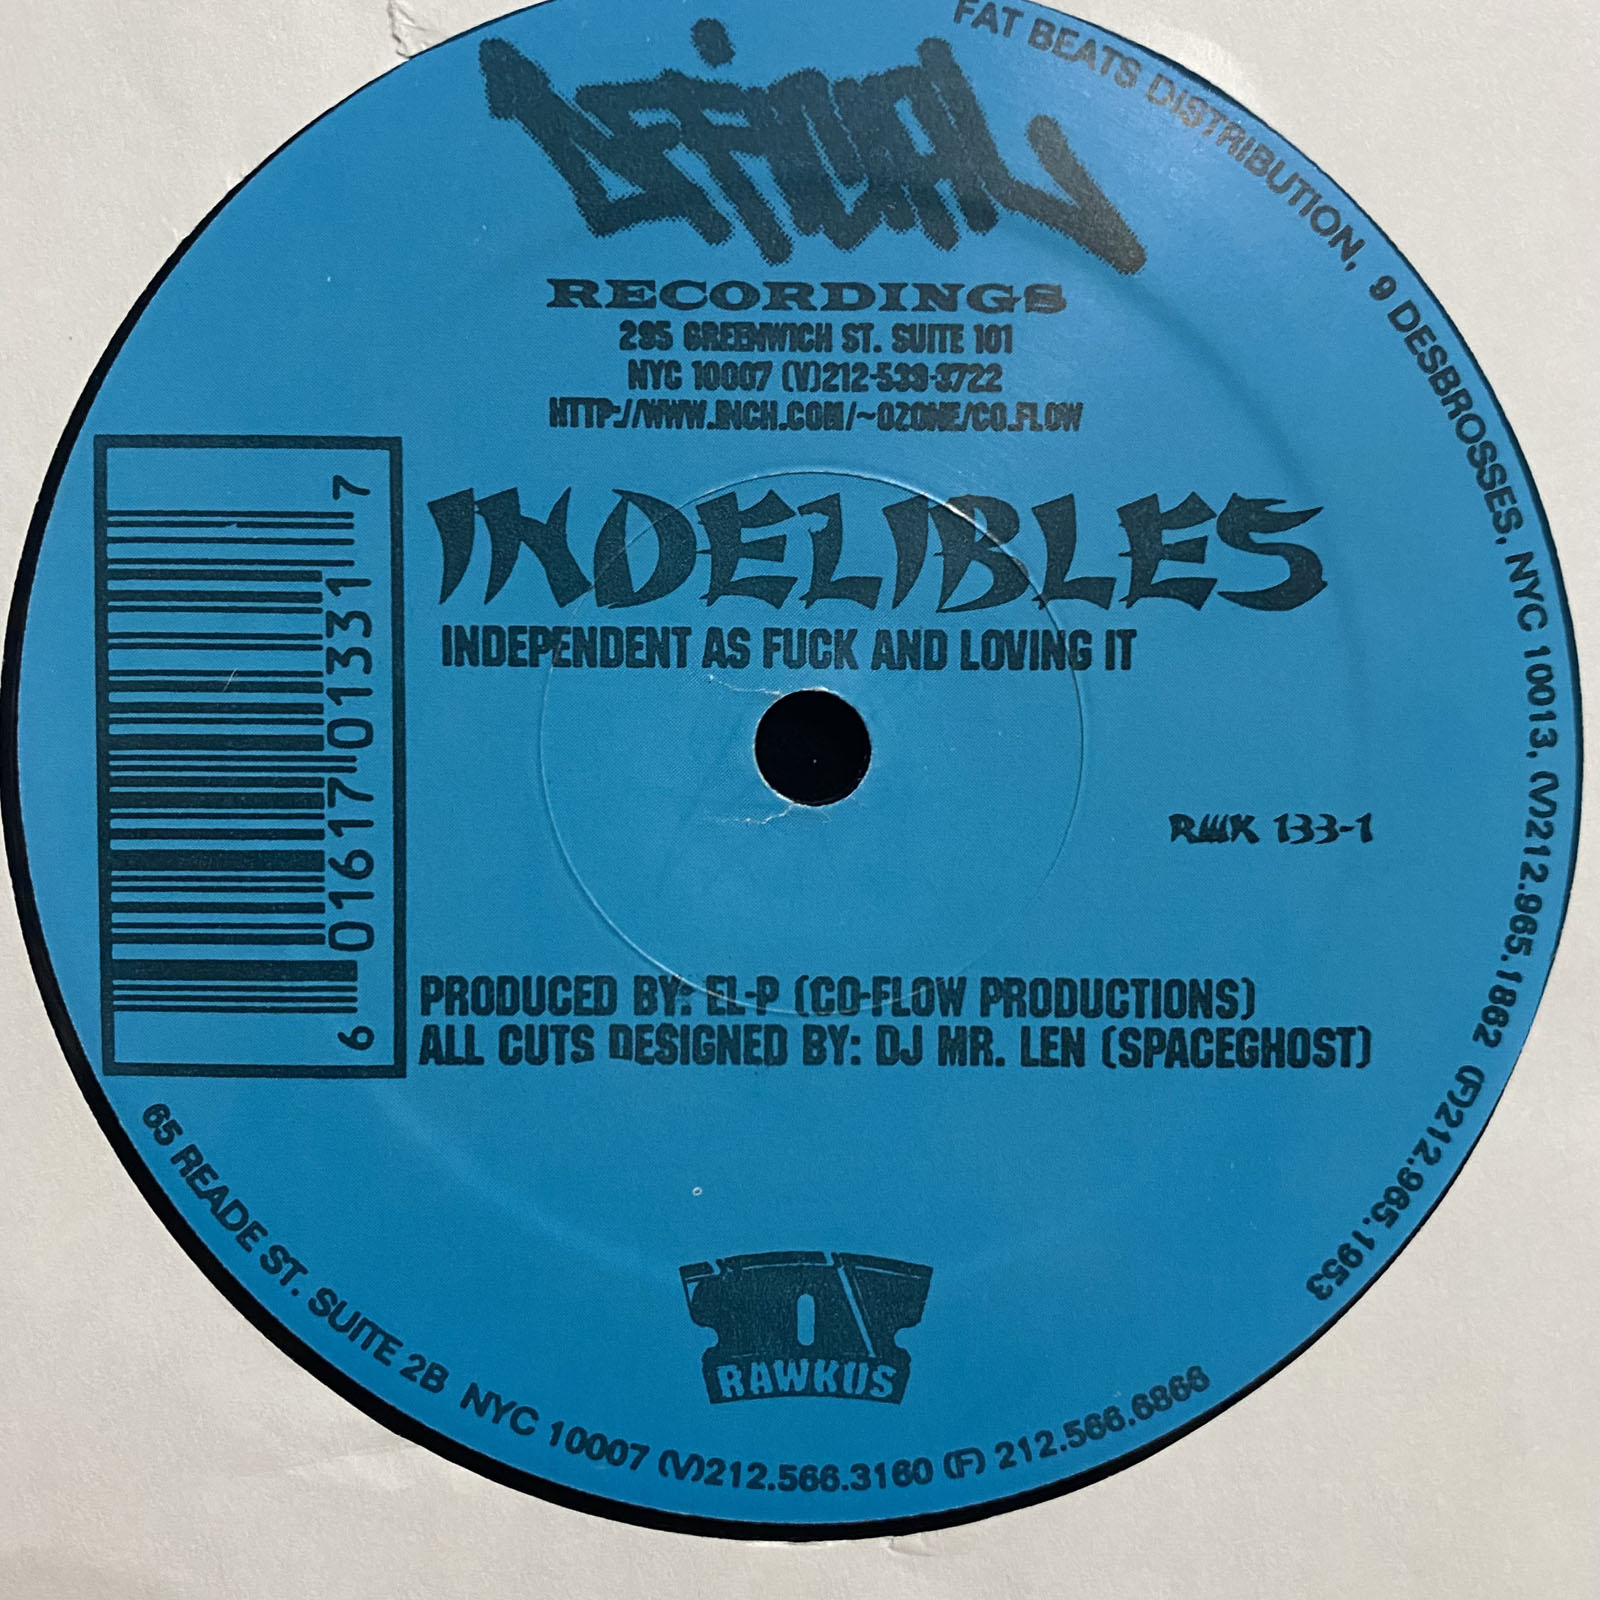 OFFICIAL
RECORDINGS
295 GREENWICH ST. SUITE 101
NYC 10007 (V)212-539-3722
HTTP://WWW.INCH.COM/~OZONE/CO.FLOW
INDELIBLES
INDEPENDENT AS FUCK AND LOVING IT
RWK 133-1
6 01617 01331 7
PRODUCED BY: EL-P (CO-FLOW PRODUCTIONS)
ALL CUTS DESIGNED BY: DJ MR. LEN (SPACEGHOST)
RAWKUS
FAT BEATS DISTRIBUTION, 9 DESBROSSES, NYC 10013, (V)212.965.1862 (F)212.965.1953
65 READE ST. SUITE 2B NYC 10007 (V)212.566.3160 (F) 212.566.6866